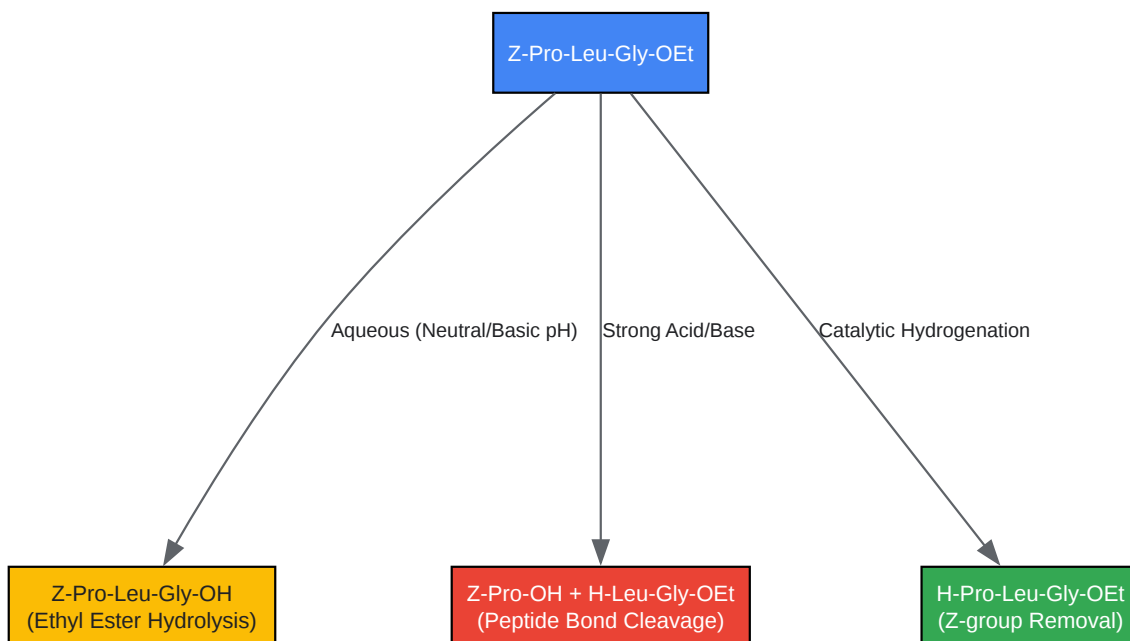 Z-Pro-Leu-Gly-OEt
Aqueous (Neutral/Basic pH)
Strong Acid/Base
Catalytic Hydrogenation
Z-Pro-Leu-Gly-OH
(Ethyl Ester Hydrolysis)
Z-Pro-OH + H-Leu-Gly-OEt
(Peptide Bond Cleavage)
H-Pro-Leu-Gly-OEt
(Z-group Removal)